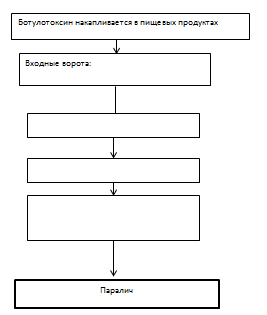 Ботулотоксин накапливается в пищевых продуктах
Входные ворота:
Паралич